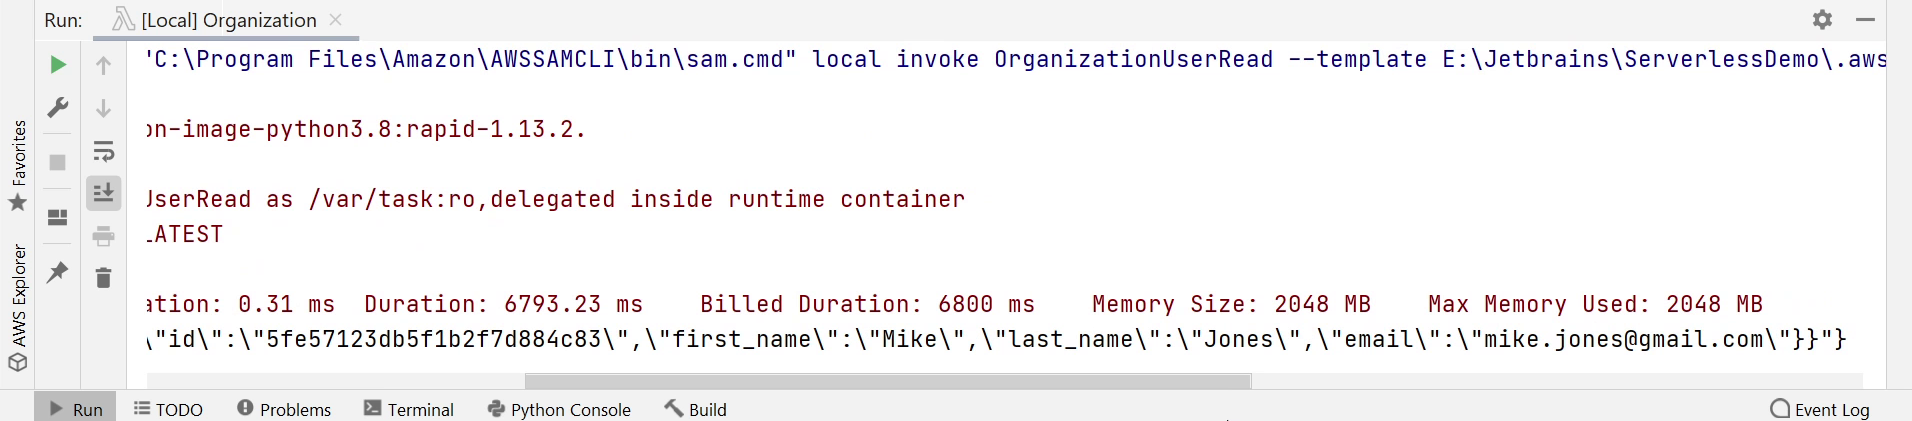 Run: [Local] Organization
"C:\Program Files\Amazon\AWSSAMCLI\bin\sam.cmd" local invoke OrganizationUserRead --template E:\Jetbrains\ServerlessDemo\.aws
on-image-python3.8:rapid-1.13.2.
UserRead as /var/task:ro,delegated inside runtime container
LATEST
ation: 0.31 ms  Duration: 6793.23 ms    Billed Duration: 6800 ms    Memory Size: 2048 MB    Max Memory Used: 2048 MB
\"id\":\"5fe57123db5f1b2f7d884c83\",\"first_name\":\"Mike\",\"last_name\":\"Jones\",\"email\":\"mike.jones@gmail.com\"}}"}
Favorites
AWS Explorer
Run TODO Problems Terminal Python Console Build Event Log